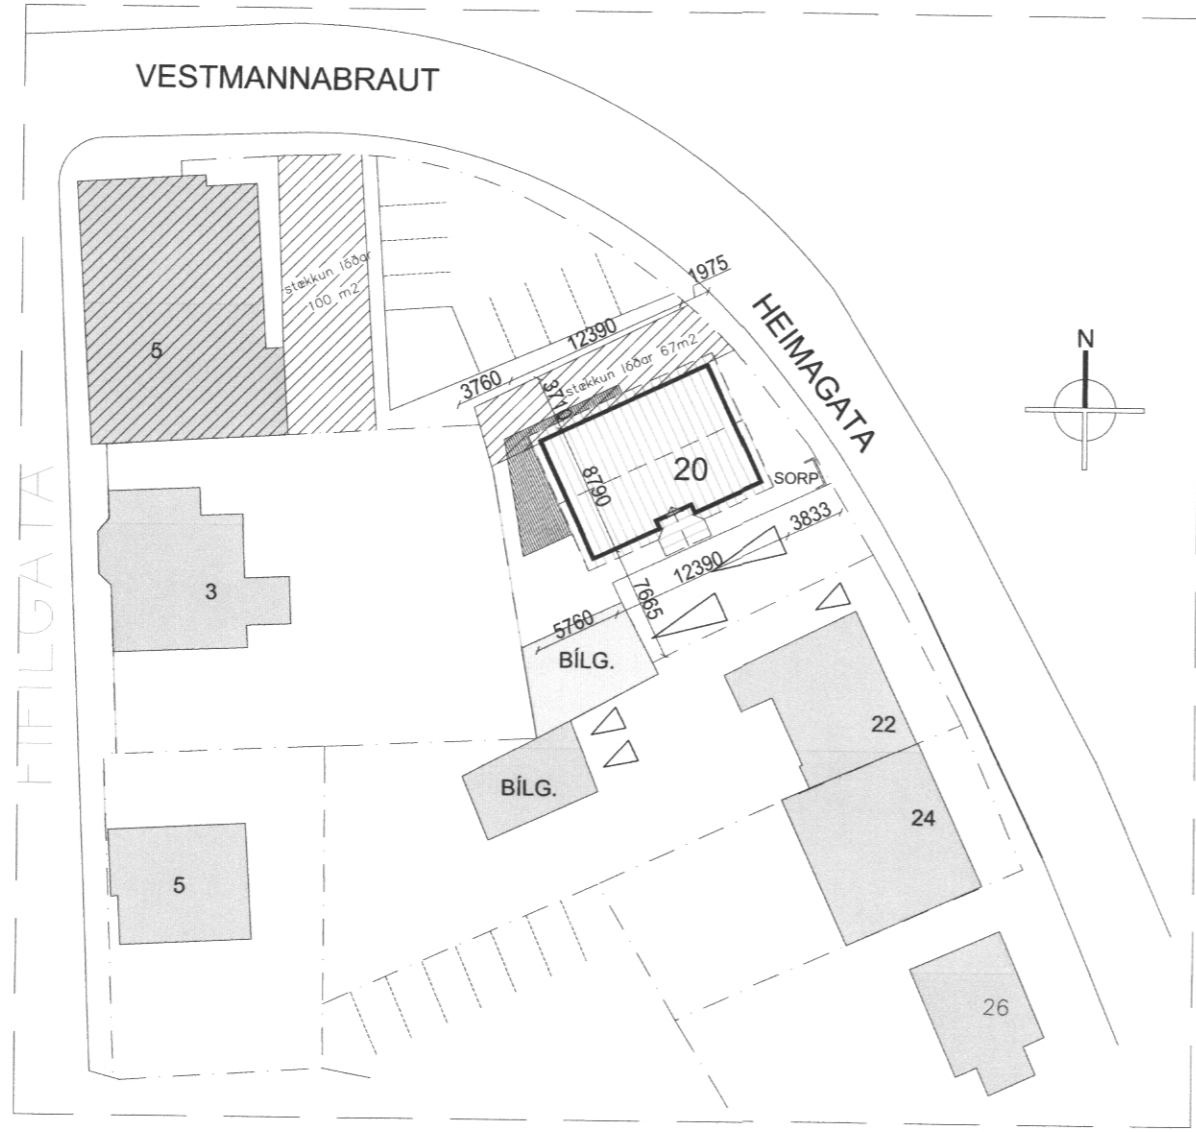 VESTMANNABRAUT
stækkun lóðar
100 m2
5
1975
HEIMAGATA
12390
stækkun lóðar 67m2
3760
3710
N
20
8790
SORP
3833
12390
7665
5760
BÍLG.
3
HEILGATA
22
BÍLG.
24
5
26